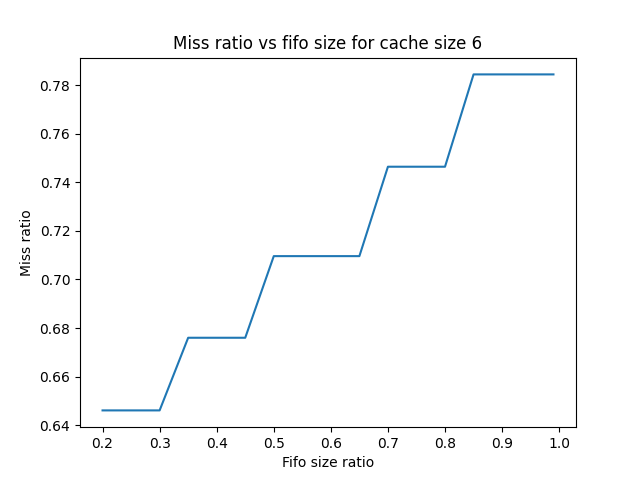 Miss ratio vs fifo size for cache size 6
0.78
0.76
0.74
0.72
0.70
0.68
0.66
0.64
Miss ratio
0.2 0.3 0.4 0.5 0.6 0.7 0.8 0.9 1.0
Fifo size ratio